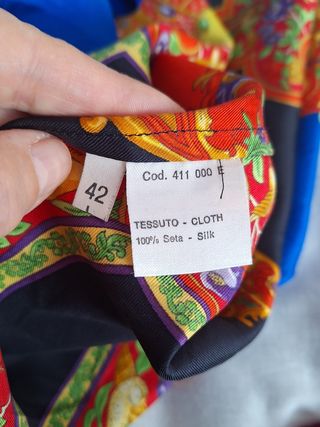 42
Cod. 411 000 E
TESSUTO - CLOTH
100% Seta - Silk